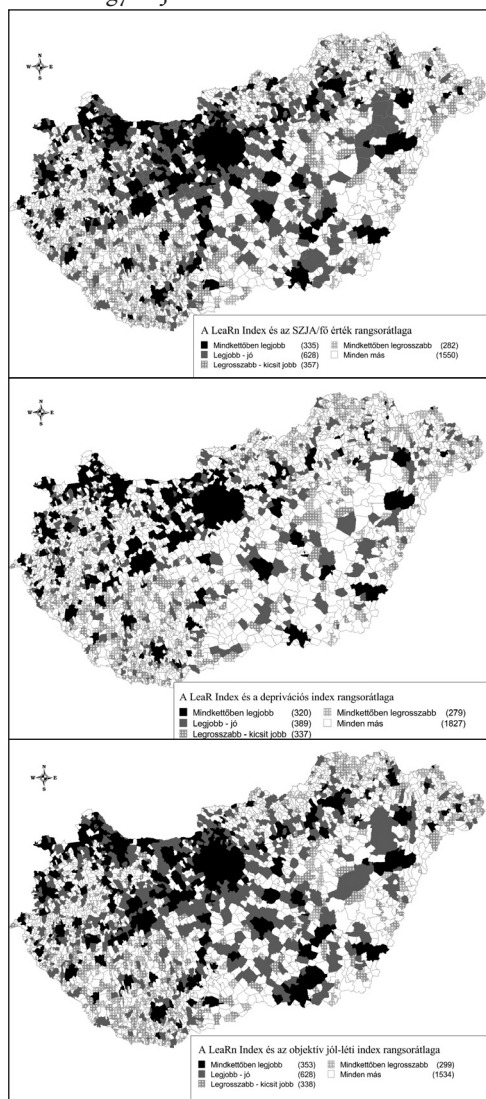 N
W E
S
A LeaRn Index és az SZJA/fő érték rangsorátlaga
Mindkettőben legjobb (335) Mindkettőben legrosszabb (282)
Legjobb - jó (628) Minden más (1550)
Legrosszabb - kicsit jobb (357)
N
W E
S
A LeaR Index és a deprivációs index rangsorátlaga
Mindkettőben legjobb (320) Mindkettőben legrosszabb (279)
Legjobb - jó (389) Minden más (1827)
Legrosszabb - kicsit jobb (337)
N
W E
S
A LeaRn Index és az objektív jól-léti index rangsorátlaga
Mindkettőben legjobb (353) Mindkettőben legrosszabb (299)
Legjobb - jó (628) Minden más (1534)
Legrosszabb - kicsit jobb (338)